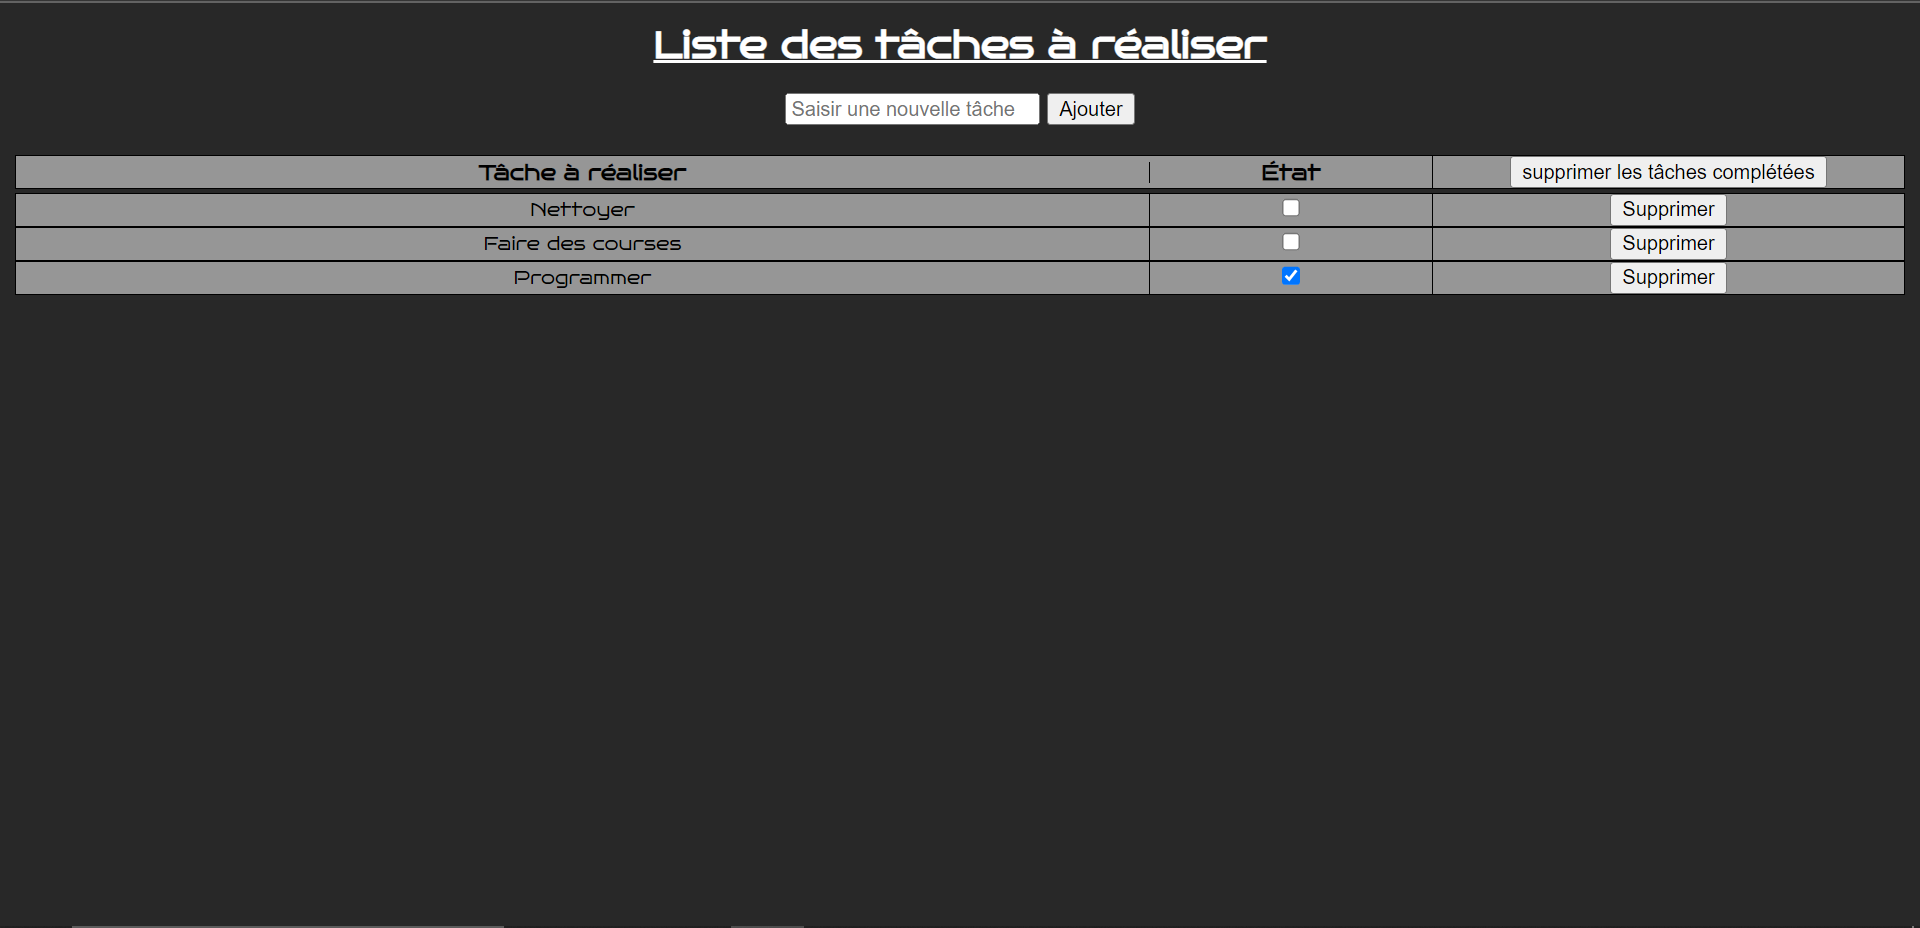 Liste des tâches à réaliser
Saisir une nouvelle tâche Ajouter
Tâche à réaliser État supprimer les tâches complétées
Nettoyer Supprimer
Faire des courses Supprimer
Programmer Supprimer